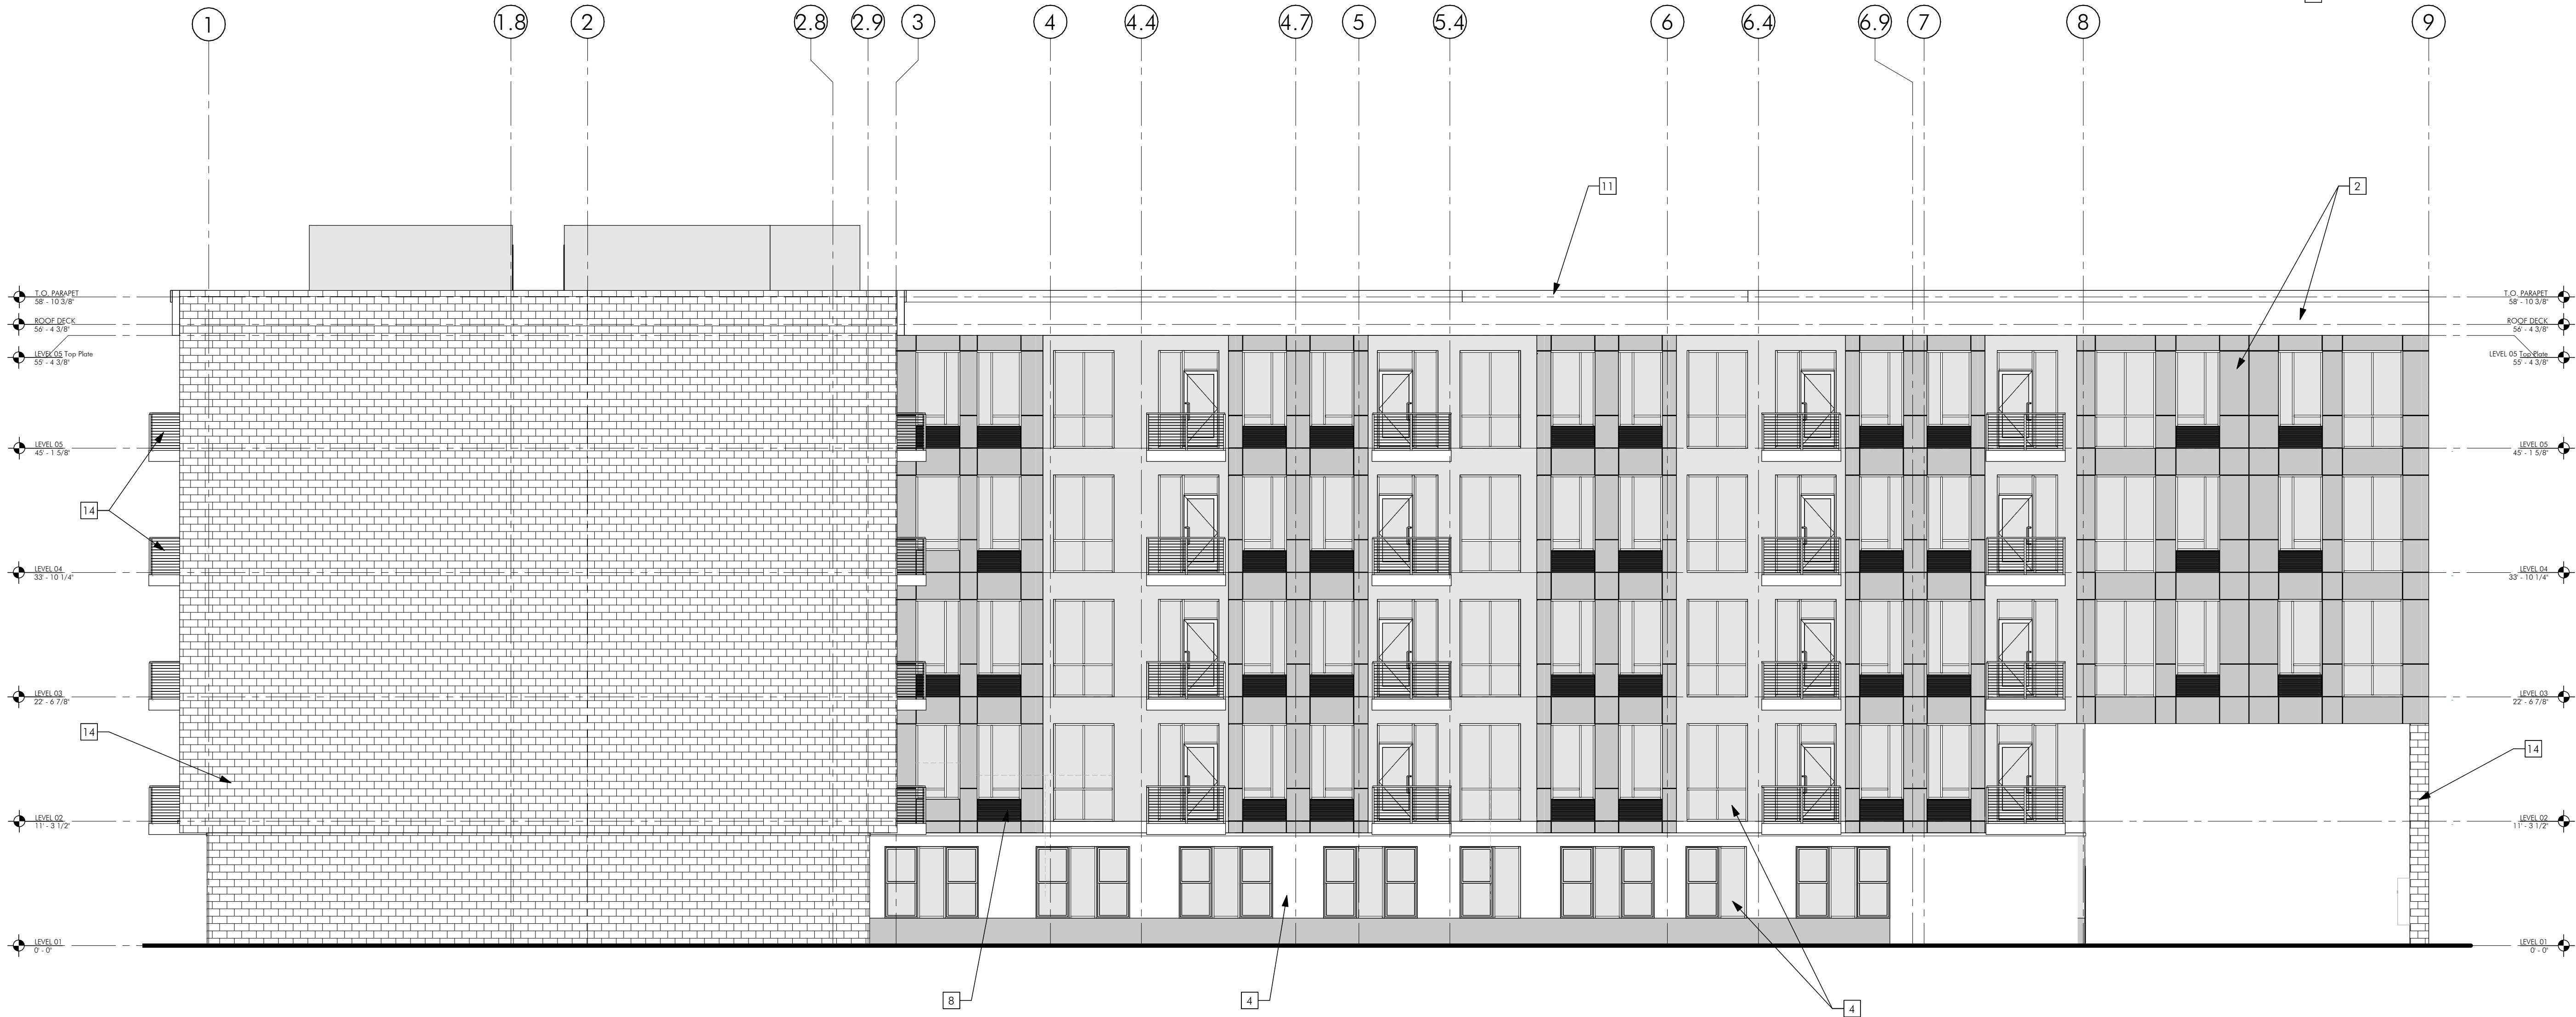 1
1.8
2
2.8
2.9
3
4
4.4
4.7
5
5.4
6
6.4
6.9
7
8
9
11
2
T.O. PARAPET
58' - 10 3/8"
ROOF DECK
56' - 4 3/8"
LEVEL 05 Top Plate
55' - 4 3/8"
LEVEL 05
45' - 1 5/8"
14
LEVEL 04
33' - 10 1/4"
LEVEL 03
22' - 6 7/8"
14
LEVEL 02
11' - 3 1/2"
LEVEL 01
0' - 0"
T.O. PARAPET
58' - 10 3/8"
ROOF DECK
56' - 4 3/8"
LEVEL 05 Top Plate
55' - 4 3/8"
LEVEL 05
45' - 1 5/8"
LEVEL 04
33' - 10 1/4"
LEVEL 03
22' - 6 7/8"
14
LEVEL 02
11' - 3 1/2"
LEVEL 01
0' - 0"
8
4
4